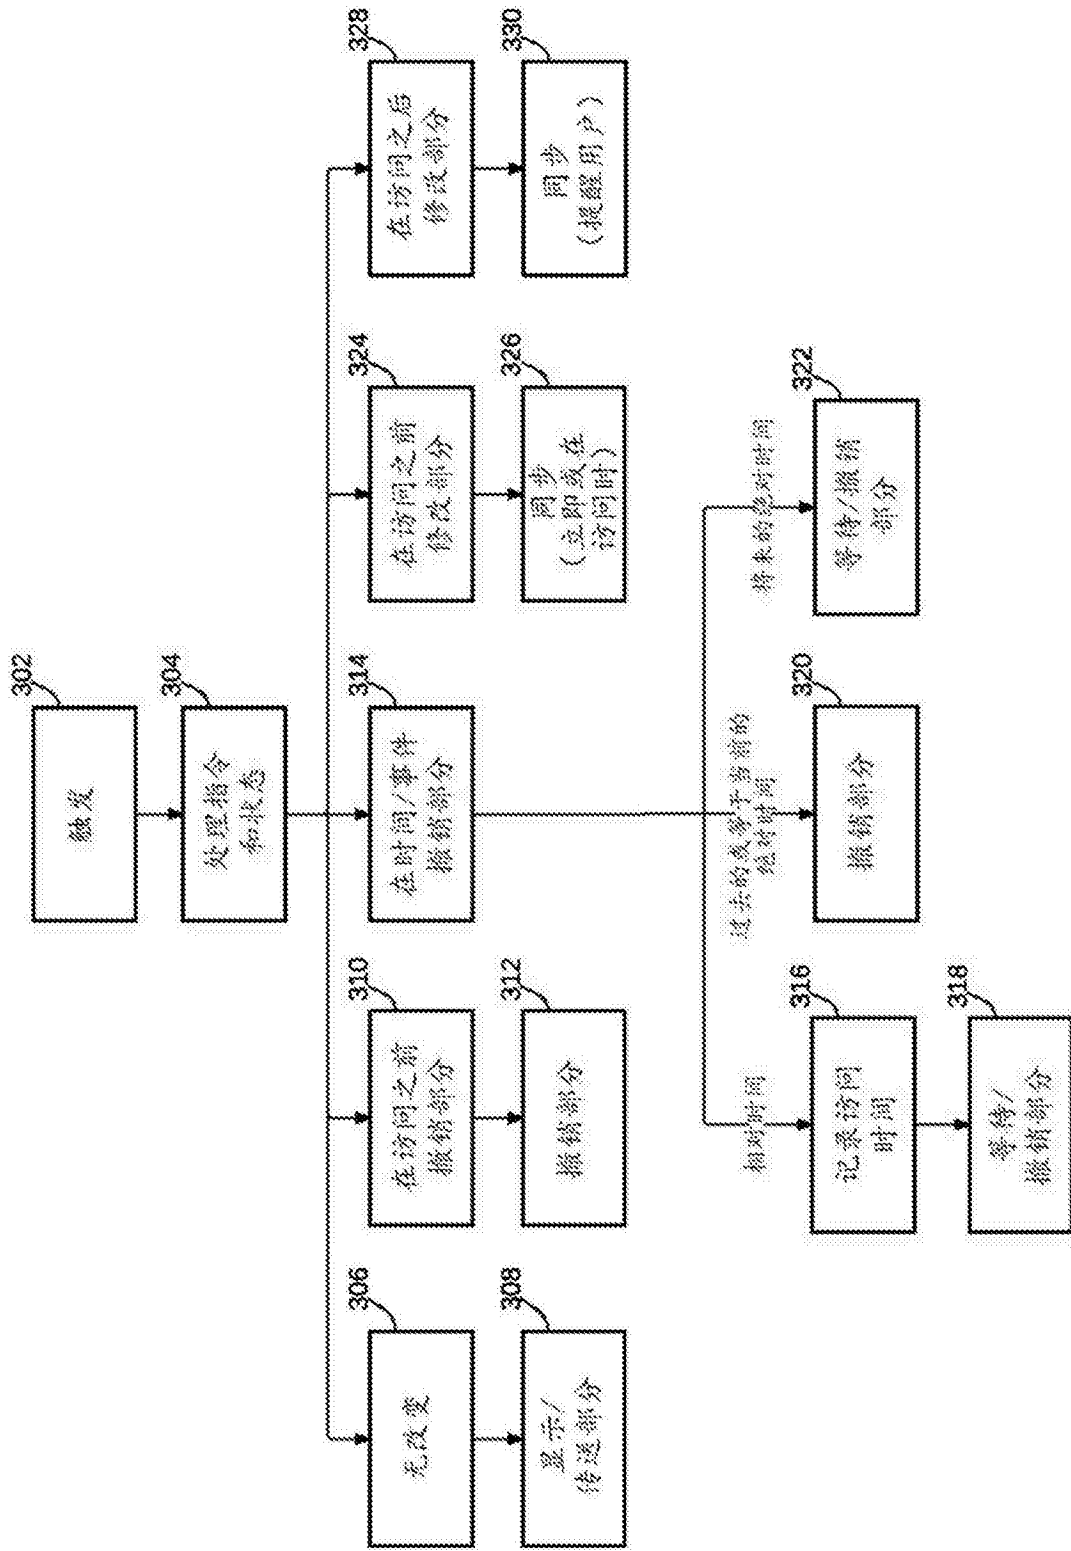 302
触发
304
处理指令
和状态
306
无改变
308
显示/
传送部分
310
在访问之前
撤销部分
312
撤销部分
314
在时间/事件
撤销部分
324
在访问之前
修改部分
326
同步
(立即或在
访问时)
328
在访问之后
修改部分
330
同步
(提醒用户)
相对时间
316
记录访问
时间
318
等待/
撤销部分
过去的或等于当前的
绝对时间
320
撤销部分
将来的绝对时间
322
等待/撤销
部分